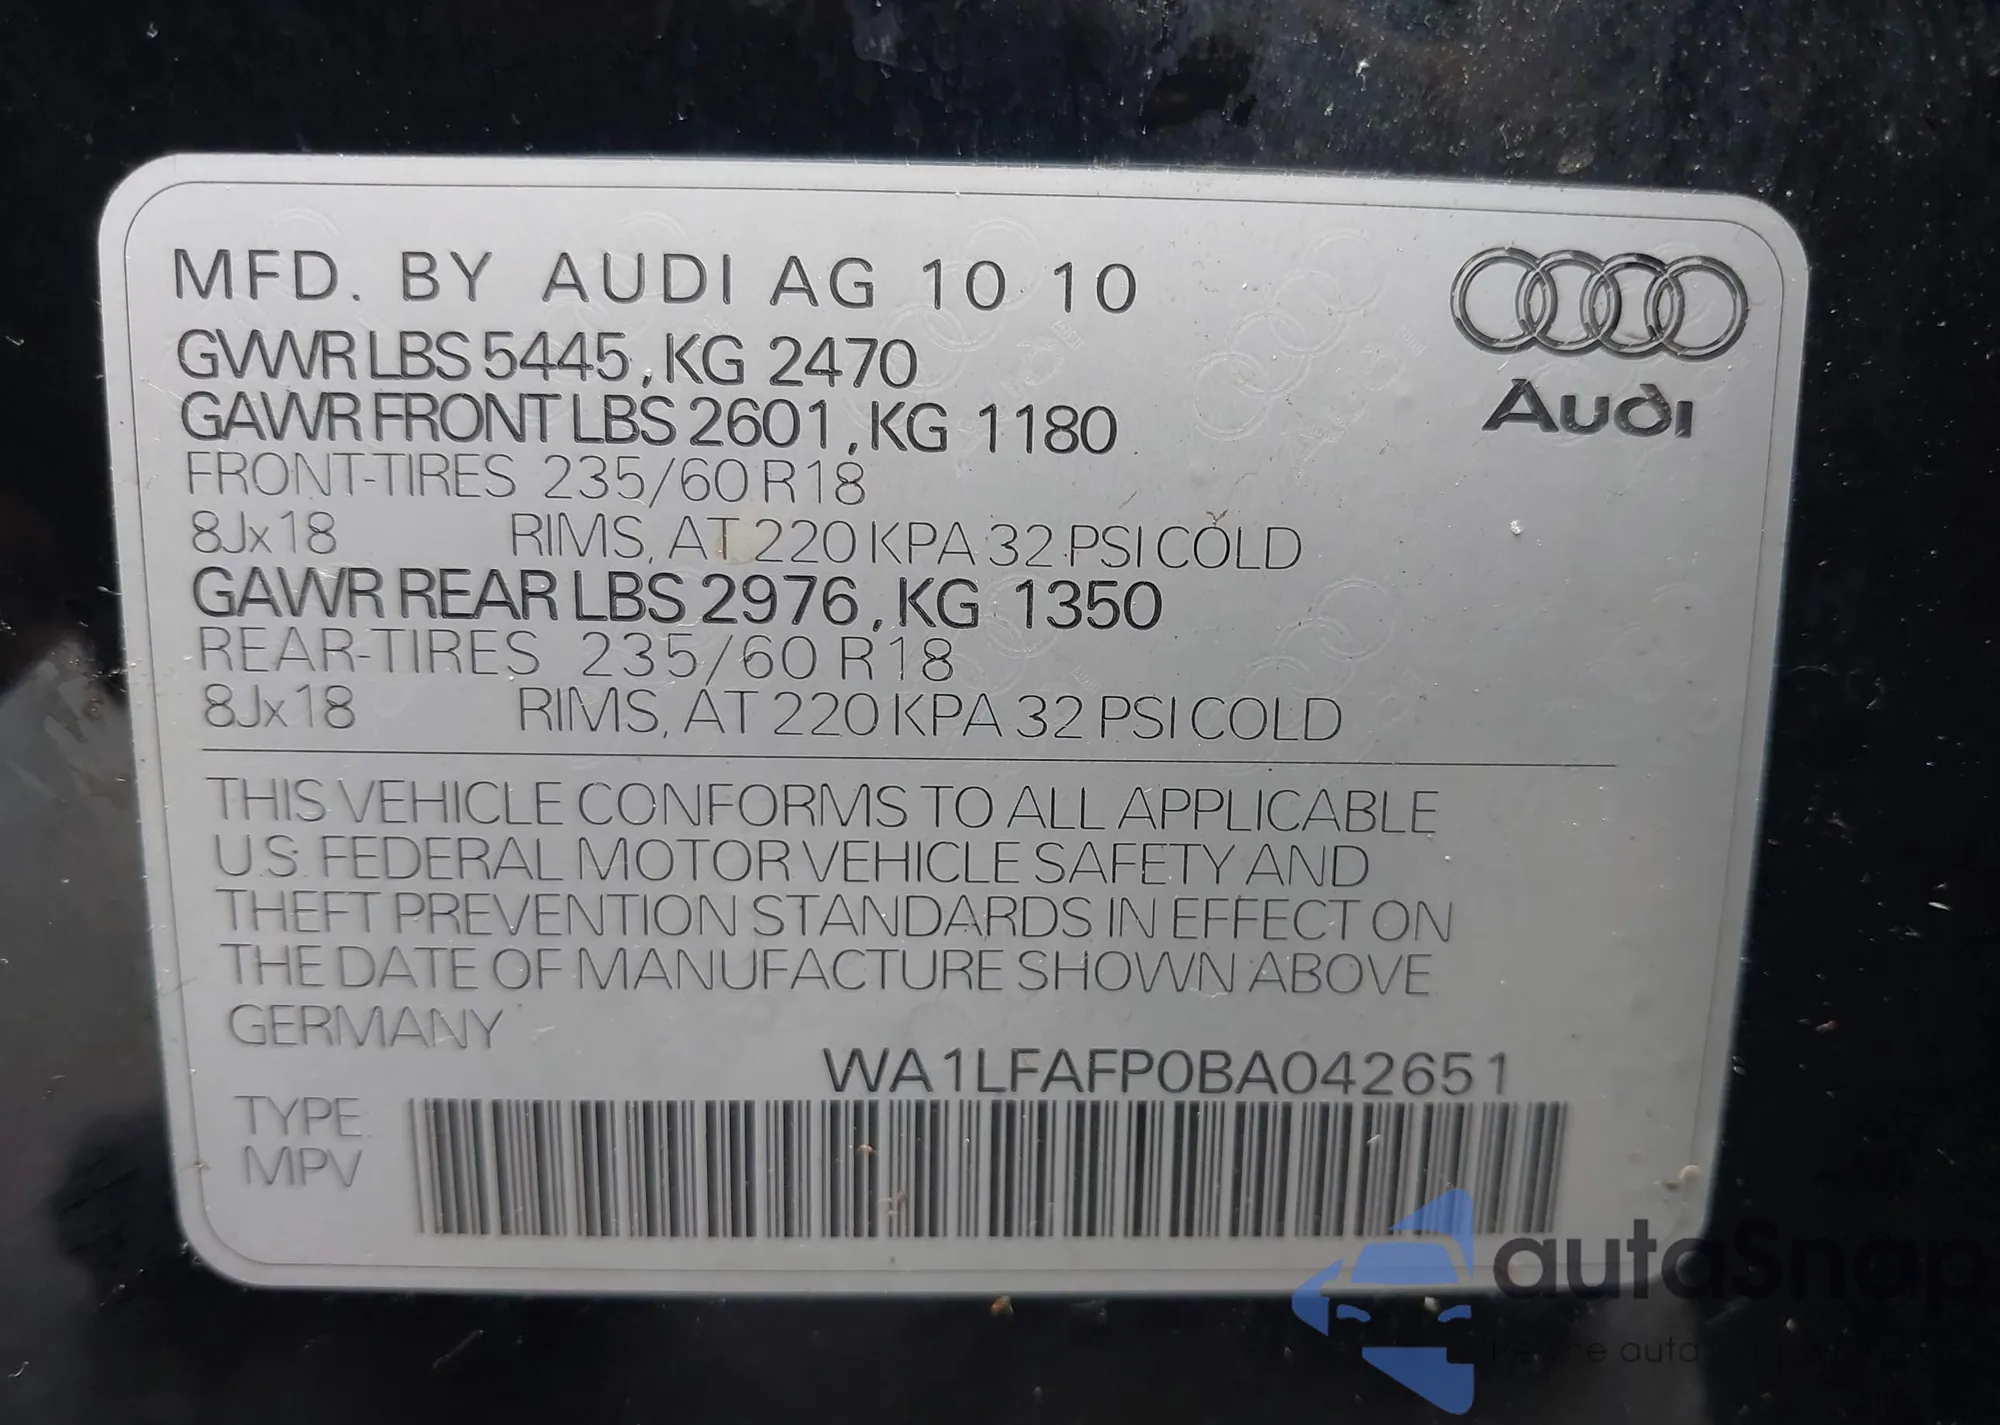 MFD. BY AUDI AG 10 10
GVWR LBS 5445, KG 2470
GAWR FRONT LBS 2601, KG 1180
FRONT-TIRES 235/60 R18
8Jx18 RIMS, AT 220 KPA 32 PSI COLD
GAWR REAR LBS 2976, KG 1350
REAR-TIRES 235/60 R18
8Jx18 RIMS, AT 220 KPA 32 PSI COLD
Audi
THIS VEHICLE CONFORMS TO ALL APPLICABLE
U.S. FEDERAL MOTOR VEHICLE SAFETY AND
THEFT PREVENTION STANDARDS IN EFFECT ON
THE DATE OF MANUFACTURE SHOWN ABOVE
GERMANY
WA1LFAFP0BA042651
TYPE:
MPV
autaSnap